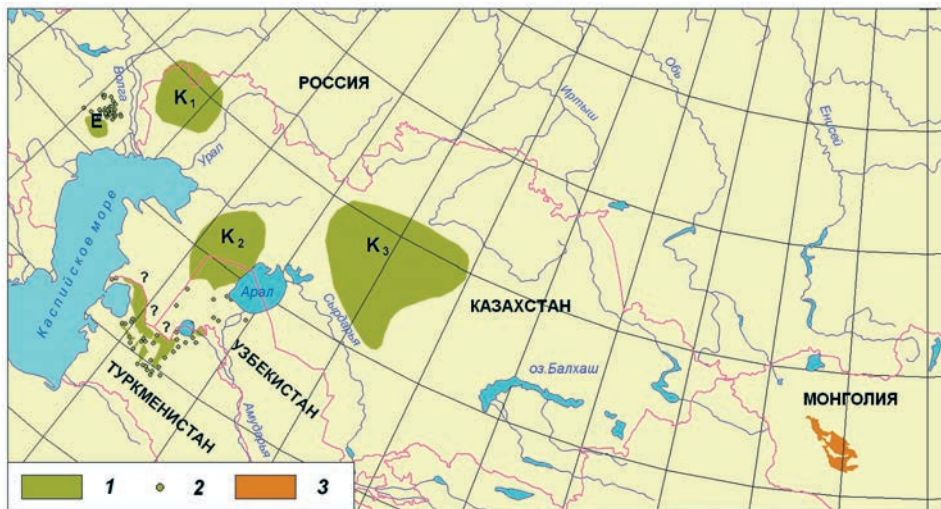 РОССИЯ
Обь
Енисей
Волга
Иртыш
K1
E
Урал
Каспийское море
K2
K3
?
Арал
КАЗАХСТАН
Сырдарья
?
?
УЗБЕКИСТАН
оз.Балхаш
ТУРКМЕНИСТАН
Амударья
МОНГОЛИЯ
1 2 3